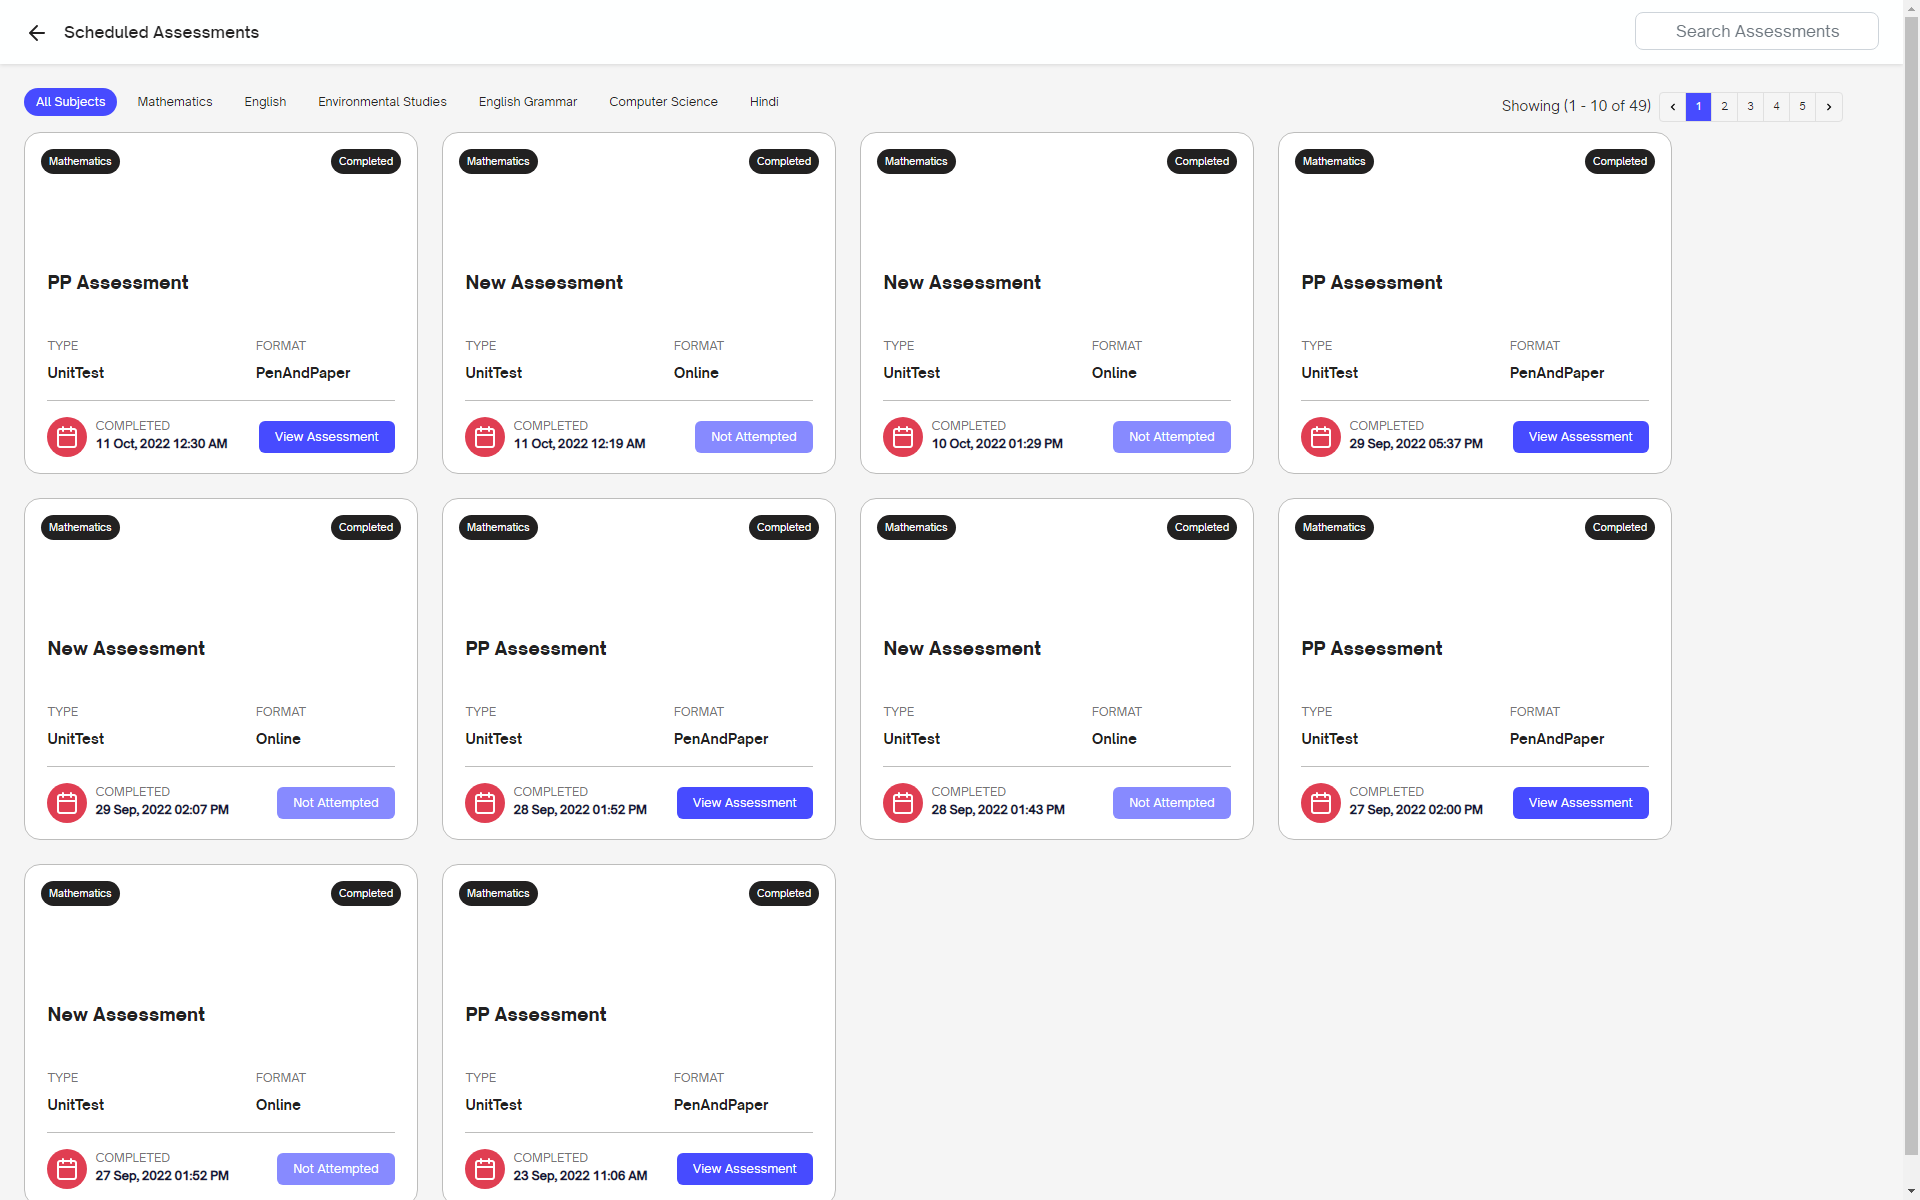 Scheduled Assessments
Search Assessments
All Subjects Mathematics English Environmental Studies English Grammar Computer Science Hindi
Showing (1 - 10 of 49) 1 2 3 4 5
Mathematics Completed
PP Assessment
TYPE FORMAT
UnitTest PenAndPaper
COMPLETED
11 Oct, 2022 12:30 AM
View Assessment
Mathematics Completed
New Assessment
TYPE FORMAT
UnitTest Online
COMPLETED
11 Oct, 2022 12:19 AM
Not Attempted
Mathematics Completed
New Assessment
TYPE FORMAT
UnitTest Online
COMPLETED
10 Oct, 2022 01:29 PM
Not Attempted
Mathematics Completed
PP Assessment
TYPE FORMAT
UnitTest PenAndPaper
COMPLETED
29 Sep, 2022 05:37 PM
View Assessment
Mathematics Completed
New Assessment
TYPE FORMAT
UnitTest Online
COMPLETED
29 Sep, 2022 02:07 PM
Not Attempted
Mathematics Completed
PP Assessment
TYPE FORMAT
UnitTest PenAndPaper
COMPLETED
28 Sep, 2022 01:52 PM
View Assessment
Mathematics Completed
New Assessment
TYPE FORMAT
UnitTest Online
COMPLETED
28 Sep, 2022 01:43 PM
Not Attempted
Mathematics Completed
PP Assessment
TYPE FORMAT
UnitTest PenAndPaper
COMPLETED
27 Sep, 2022 02:00 PM
View Assessment
Mathematics Completed
New Assessment
TYPE FORMAT
UnitTest Online
COMPLETED
27 Sep, 2022 01:52 PM
Not Attempted
Mathematics Completed
PP Assessment
TYPE FORMAT
UnitTest PenAndPaper
COMPLETED
23 Sep, 2022 11:06 AM
View Assessment